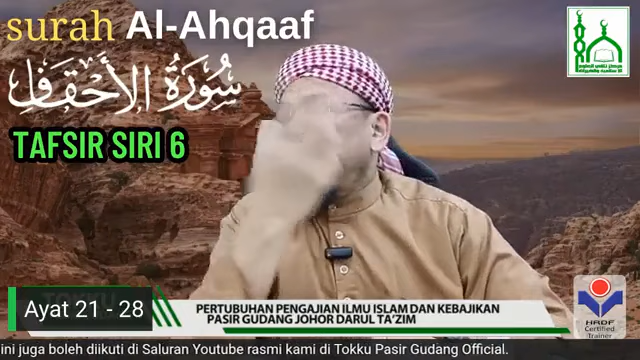 surah Al-Ahqaaf
سُورَةُ الأَحْقَافِ
TAFSIR SIRI 6
Ayat 21 - 28
PERTUBUHAN PENGAJIAN ILMU ISLAM DAN KEBAJIKAN
PASIR GUDANG JOHOR DARUL TA'ZIM
HRDF
Certified
Trainer
ini juga boleh diikuti di Saluran Youtube rasmi kami di Tokku Pasir Gudang Official.